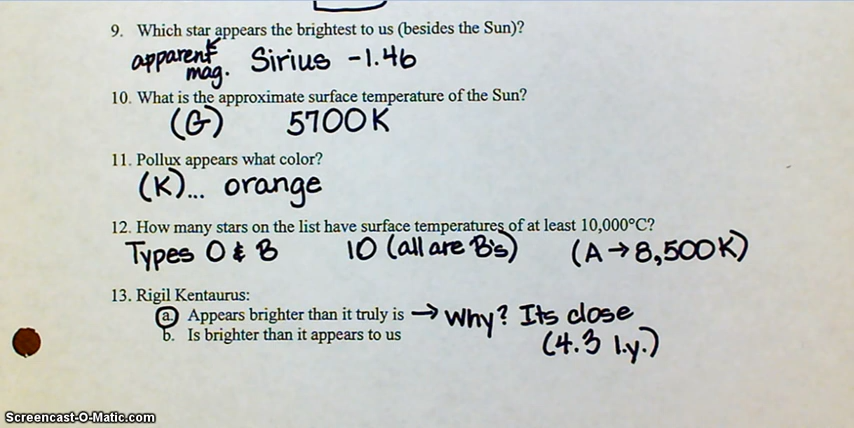 9. Which star appears the brightest to us (besides the Sun)?
apparent mag. Sirius -1.46
10. What is the approximate surface temperature of the Sun?
(G) 5700K
11. Pollux appears what color?
(K)... orange
12. How many stars on the list have surface temperatures of at least 10,000°C?
Types O & B 10 (all are B's) (A→8,500K)
13. Rigil Kentaurus:
a. Appears brighter than it truly is → Why? Its close
b. Is brighter than it appears to us (4.3 l.y.)
Screencast-O-Matic.com